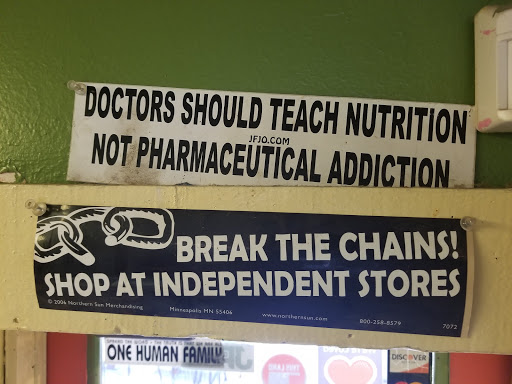 DOCTORS SHOULD TEACH NUTRITION
JFJO.COM
NOT PHARMACEUTICAL ADDICTION
BREAK THE CHAINS!
SHOP AT INDEPENDENT STORES
© 2006 Northern Sun Merchandising
Minneapolis MN 55406
www.northernsun.com
800-258-8579
7072
ONE HUMAN FAMILY
DISCOVER